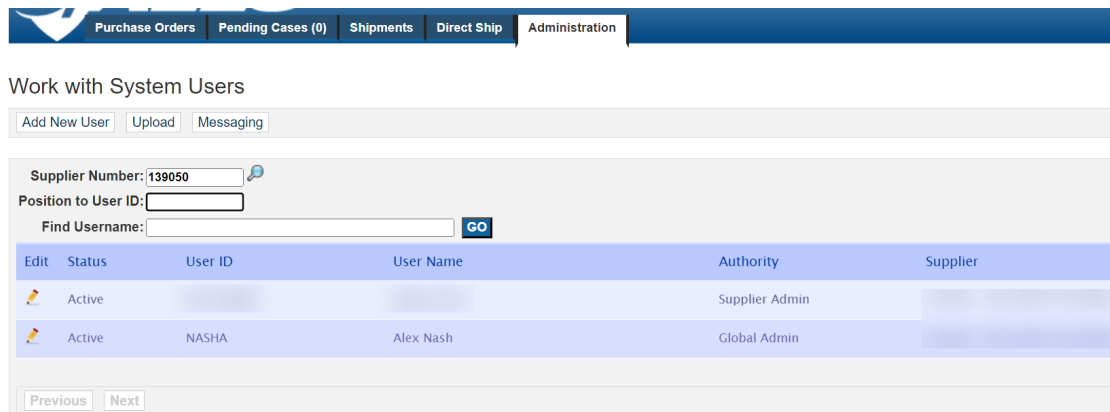 Purchase Orders Pending Cases (0) Shipments Direct Ship Administration
Work with System Users
Add New User Upload Messaging
Supplier Number: 139050
Position to User ID:
Find Username: GO
Edit Status User ID User Name Authority Supplier
Active Supplier Admin
Active NASHA Alex Nash Global Admin
Previous Next